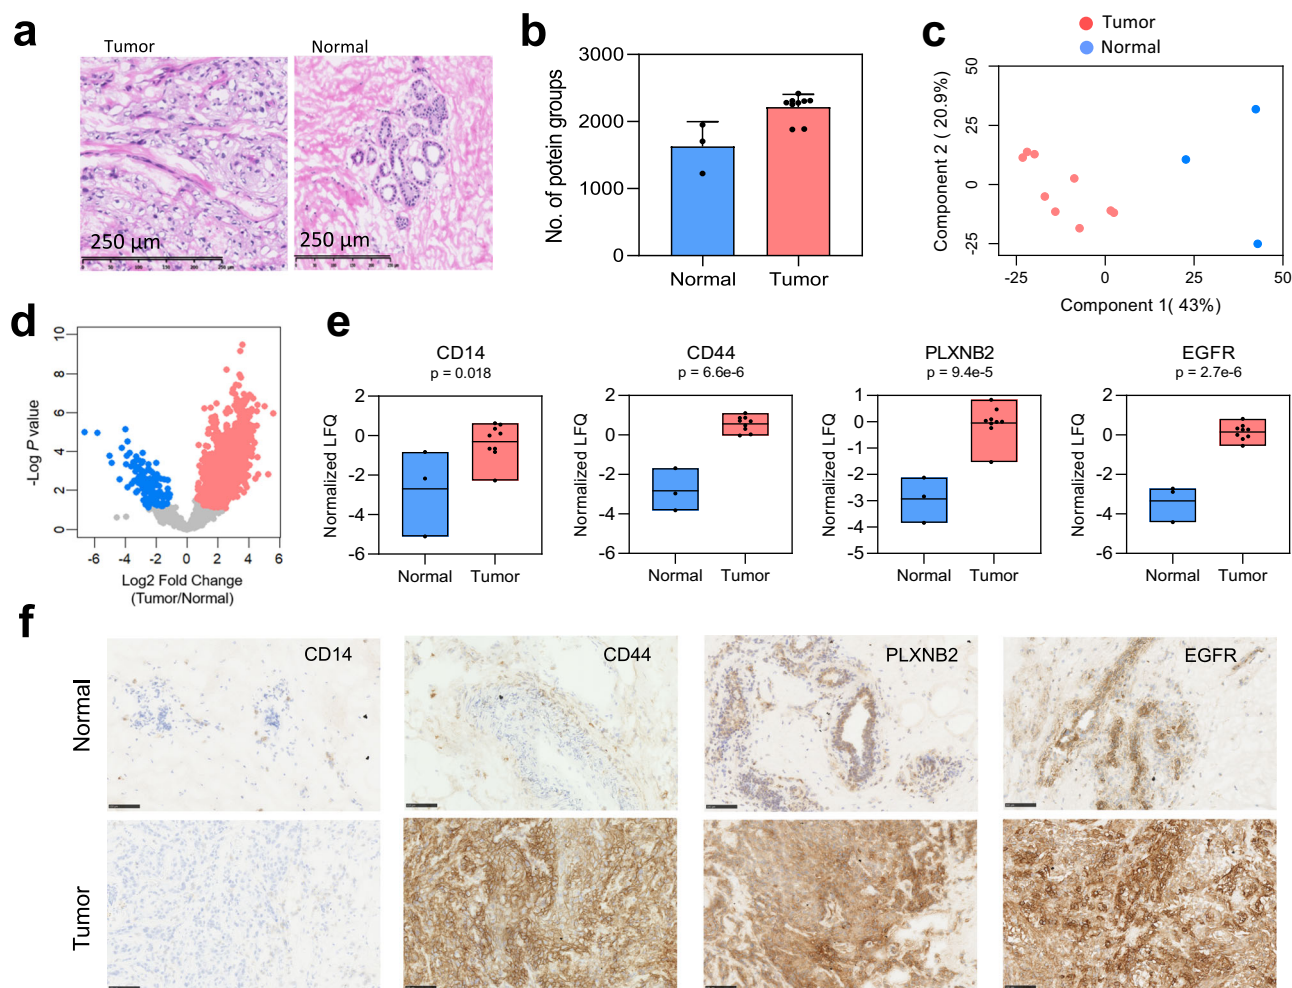 a
Tumor
Normal
250 µm
250 µm
b
No. of potein groups
3000
2000
1000
0
Normal
Tumor
c
Tumor
Normal
Component 2 ( 20.9%)
50
25
0
-25
-25
0
25
50
Component 1( 43%)
d
-Log P value
10
8
6
4
2
0
-6
-4
-2
0
2
4
6
Log2 Fold Change
(Tumor/Normal)
e
CD14
p = 0.018
Normalized LFQ
2
0
-2
-4
-6
Normal
Tumor
CD44
p = 6.6e-6
Normalized LFQ
2
0
-2
-4
-6
Normal
Tumor
PLXNB2
p = 9.4e-5
Normalized LFQ
1
0
-1
-2
-3
-4
-5
Normal
Tumor
EGFR
p = 2.7e-6
Normalized LFQ
2
0
-2
-4
-6
Normal
Tumor
f
Normal
CD14
CD44
PLXNB2
EGFR
Tumor